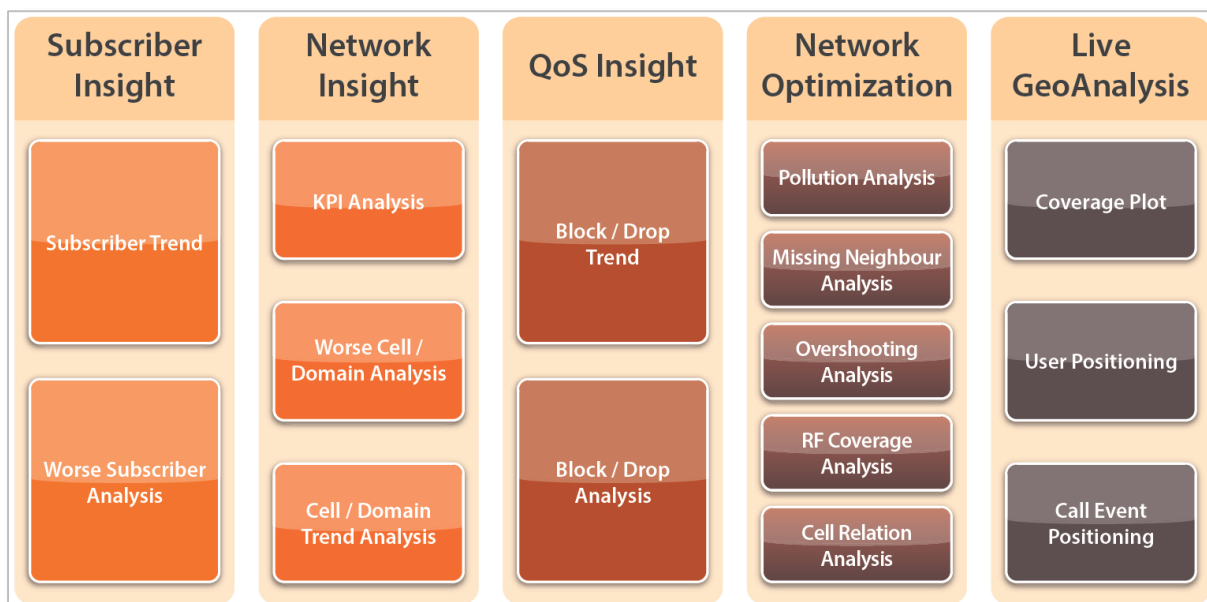 Subscriber
Insight
Subscriber Trend
Worse Subscriber
Analysis
Network
Insight
KPI Analysis
Worse Cell /
Domain Analysis
Cell / Domain
Trend Analysis
QoS Insight
Block / Drop
Trend
Block / Drop
Analysis
Network
Optimization
Pollution Analysis
Missing Neighbour
Analysis
Overshooting
Analysis
RF Coverage
Analysis
Cell Relation
Analysis
Live
GeoAnalysis
Coverage Plot
User Positioning
Call Event
Positioning